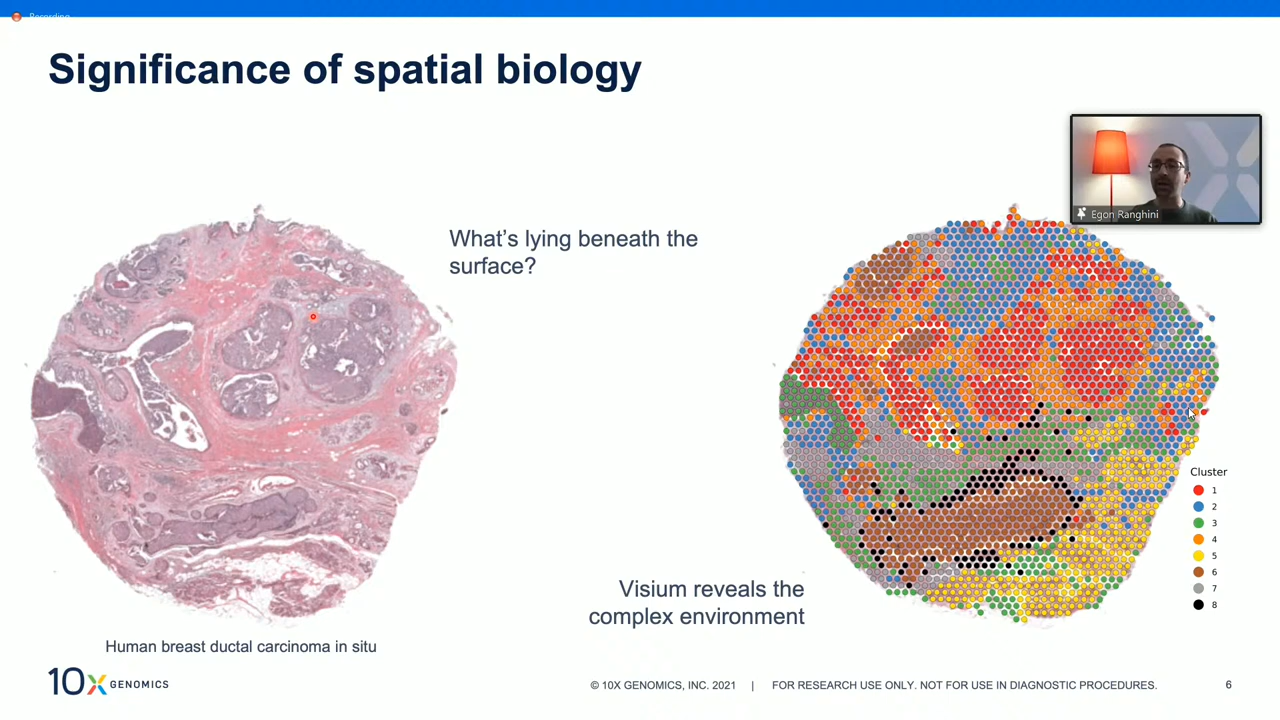 Recording
Significance of spatial biology
Egon Ranghini
What's lying beneath the
surface?
Cluster
1
2
3
4
5
6
7
8
Visium reveals the
complex environment
Human breast ductal carcinoma in situ
10X GENOMICS
© 10X GENOMICS, INC. 2021 | FOR RESEARCH USE ONLY. NOT FOR USE IN DIAGNOSTIC PROCEDURES.
6